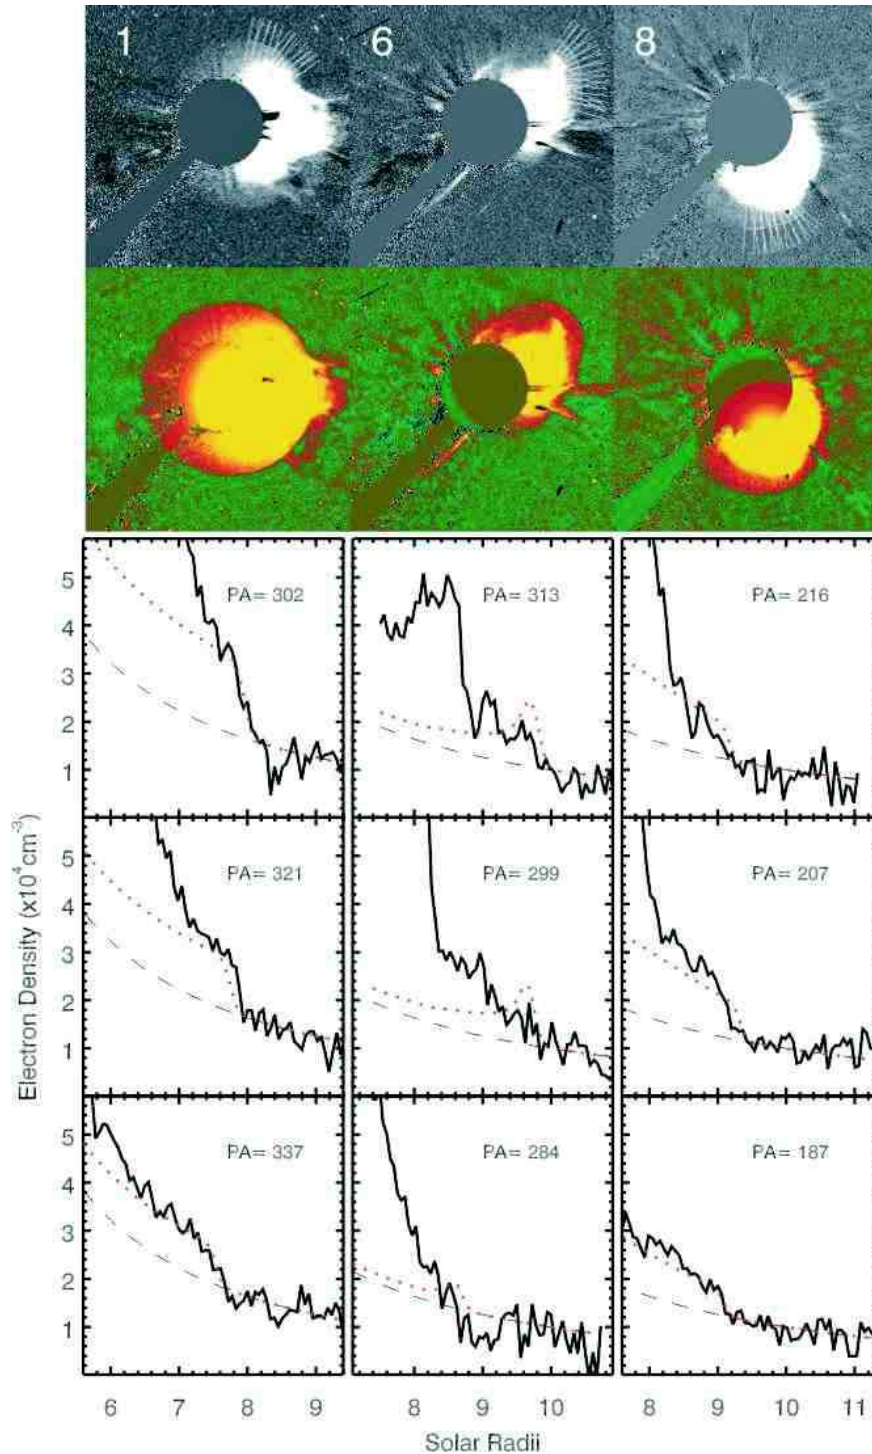 1 6 8
5 PA= 302 PA= 313 PA= 216
4
3
2
1
5 PA= 321 PA= 299 PA= 207
4
3
2
1
5 PA= 337 PA= 284 PA= 187
4
3
2
1
Electron Density (x10⁴cm⁻³)
6 7 8 9 8 9 10 8 9 10 11
Solar Radii